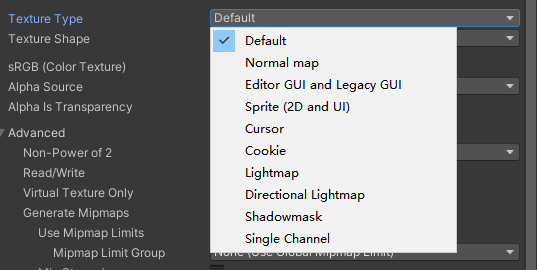 Texture Type
Default
Texture Shape
Default
Normal map
sRGB (Color Texture)
Editor GUI and Legacy GUI
Alpha Source
Sprite (2D and UI)
Alpha Is Transparency
Cursor
Advanced
Cookie
Non-Power of 2
Lightmap
Read/Write
Virtual Texture Only
Directional Lightmap
Generate Mipmaps
Shadowmask
Use Mipmap Limits
Single Channel
Mipmap Limit Group
None (Use Global Mipmap Limit)